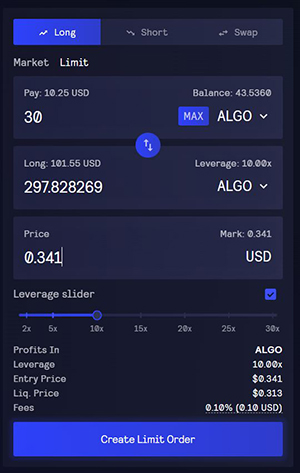 Long Short Swap
Market Limit
Pay: 10.25 USD Balance: 43.5360
30 MAX ALGO
Long: 101.55 USD Leverage: 10.00x
297.828269 ALGO
Price Mark: 0.341
0.341 USD
Leverage slider
2x 5x 10x 15x 20x 25x 30x
Profits In ALGO
Leverage 10.00x
Entry Price $0.341
Liq. Price $0.313
Fees 0.10% (0.10 USD)
Create Limit Order